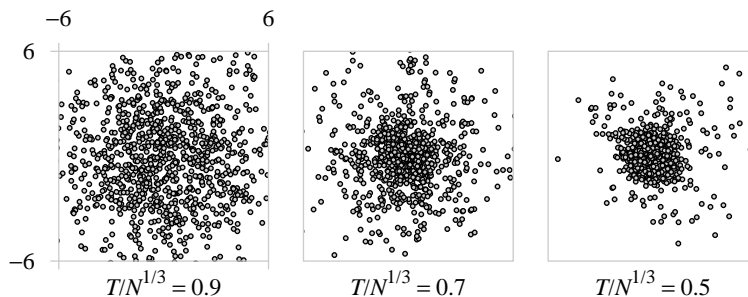 −6 6
6
−6
T/N^{1/3} = 0.9 T/N^{1/3} = 0.7 T/N^{1/3} = 0.5